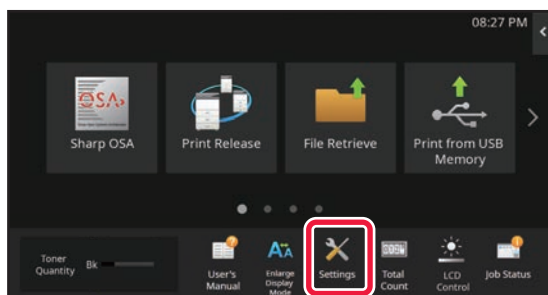 08:27 PM
OSA
Sharp OSA
Print Release
File Retrieve
Print from USB
Memory
Toner
Quantity
Bk
User's
Manual
Enlarge
Display
Mode
Settings
Total
Count
LCD
Control
Job Status